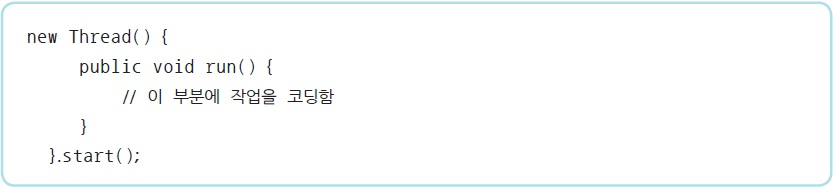 new Thread() {
public void run() {
// 이 부분에 작업을 코딩함
}
}.start();